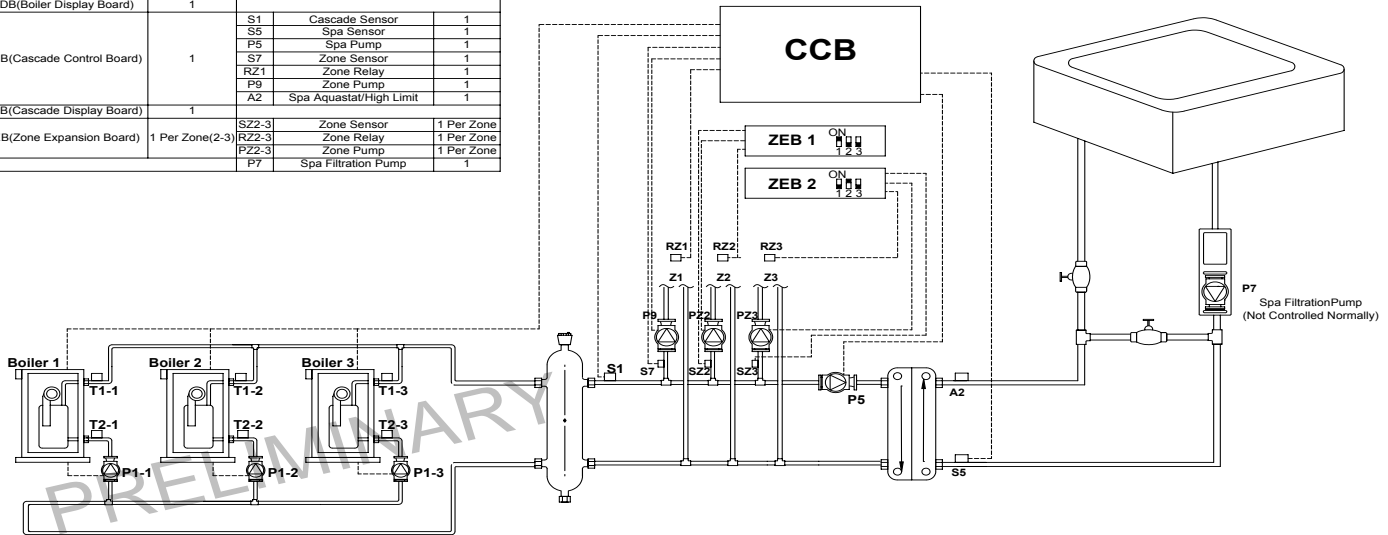 DB(Boiler Display Board) 1
S1 Cascade Sensor 1
S5 Spa Sensor 1
P5 Spa Pump 1
B(Cascade Control Board) 1 S7 Zone Sensor 1
RZ1 Zone Relay 1
P9 Zone Pump 1
A2 Spa Aquastat/High Limit 1
B(Cascade Display Board) 1
SZ2-3 Zone Sensor 1 Per Zone
B(Zone Expansion Board) 1 Per Zone(2-3) RZ2-3 Zone Relay 1 Per Zone
PZ2-3 Zone Pump 1 Per Zone
P7 Spa Filtration Pump 1
CCB
ZEB 1 ON
1 2 3
ZEB 2 ON
1 2 3
RZ1 RZ2 RZ3
Z1 Z2 Z3
P9 PZ2 PZ3
S7 SZ2 SZ3
S1
P5
A2
S5
P7
Spa FiltrationPump
(Not Controlled Normally)
Boiler 1 Boiler 2 Boiler 3
T1-1 T1-2 T1-3
T2-1 T2-2 T2-3
P1-1 P1-2 P1-3
PRELIMINARY